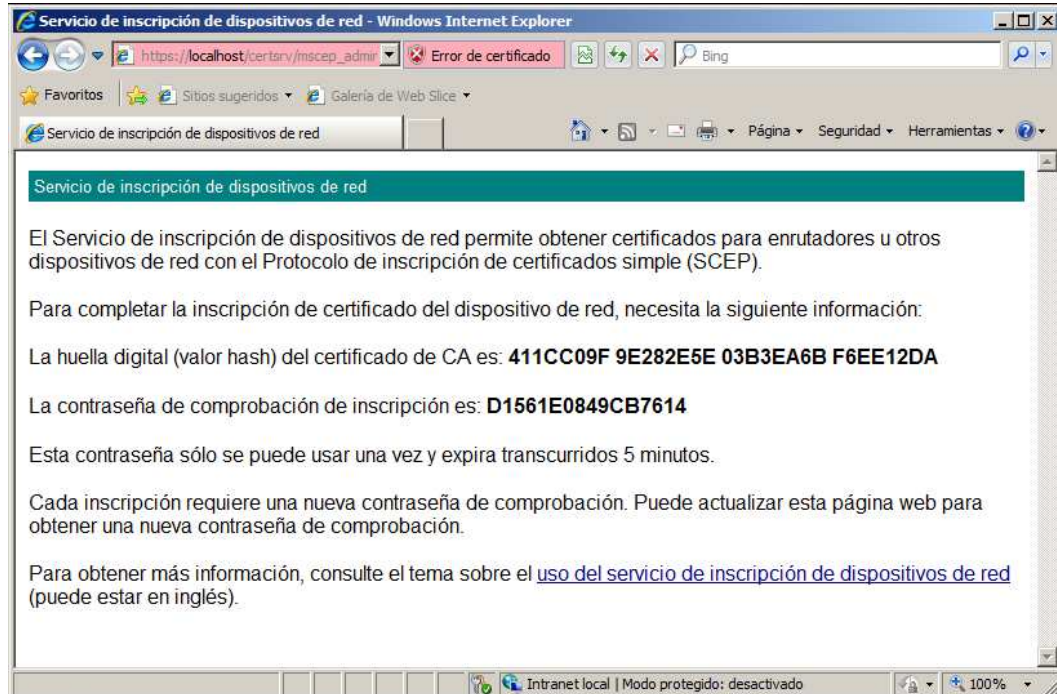 Servicio de inscripción de dispositivos de red - Windows Internet Explorer
https://localhost/certsrv/mscep_admir
Error de certificado
Bing
Favoritos
Sitios sugeridos
Galería de Web Slice
Servicio de inscripción de dispositivos de red
Página
Seguridad
Herramientas
Servicio de inscripción de dispositivos de red
El Servicio de inscripción de dispositivos de red permite obtener certificados para enrutadores u otros
dispositivos de red con el Protocolo de inscripción de certificados simple (SCEP).
Para completar la inscripción de certificado del dispositivo de red, necesita la siguiente información:
La huella digital (valor hash) del certificado de CA es: 411CC09F 9E282E5E 03B3EA6B F6EE12DA
La contraseña de comprobación de inscripción es: D1561E0849CB7614
Esta contraseña sólo se puede usar una vez y expira transcurridos 5 minutos.
Cada inscripción requiere una nueva contraseña de comprobación. Puede actualizar esta página web para
obtener una nueva contraseña de comprobación.
Para obtener más información, consulte el tema sobre el uso del servicio de inscripción de dispositivos de red
(puede estar en inglés).
Intranet local | Modo protegido: desactivado
100%